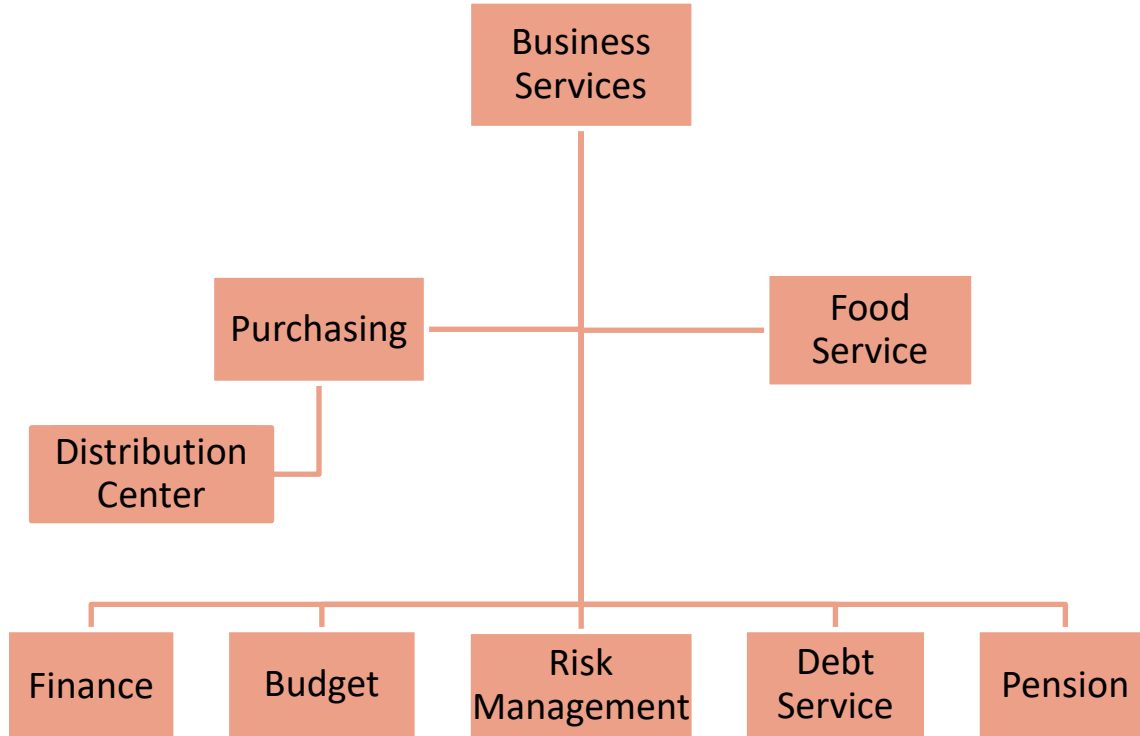 Business
Services
Purchasing
Food
Service
Distribution
Center
Finance
Budget
Risk
Management
Debt
Service
Pension